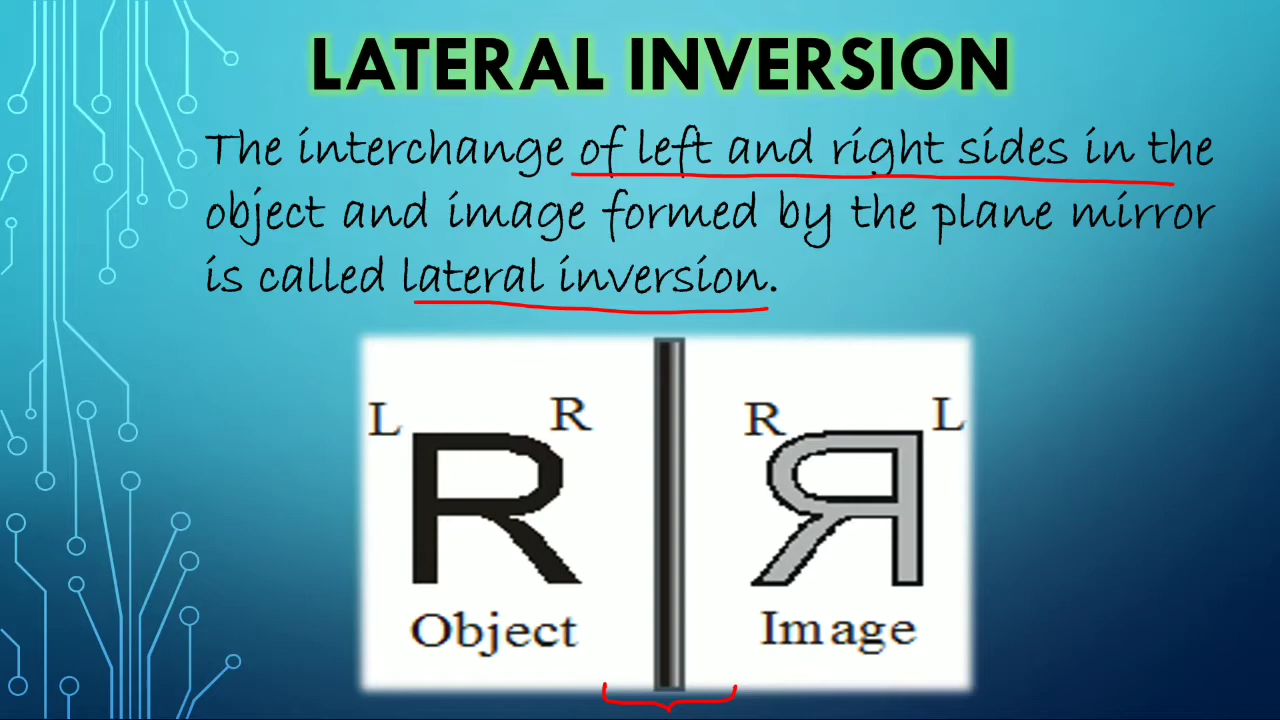 LATERAL INVERSION
The interchange of left and right sides in the
object and image formed by the plane mirror
is called lateral inversion.
L R R L
R R
Object Image